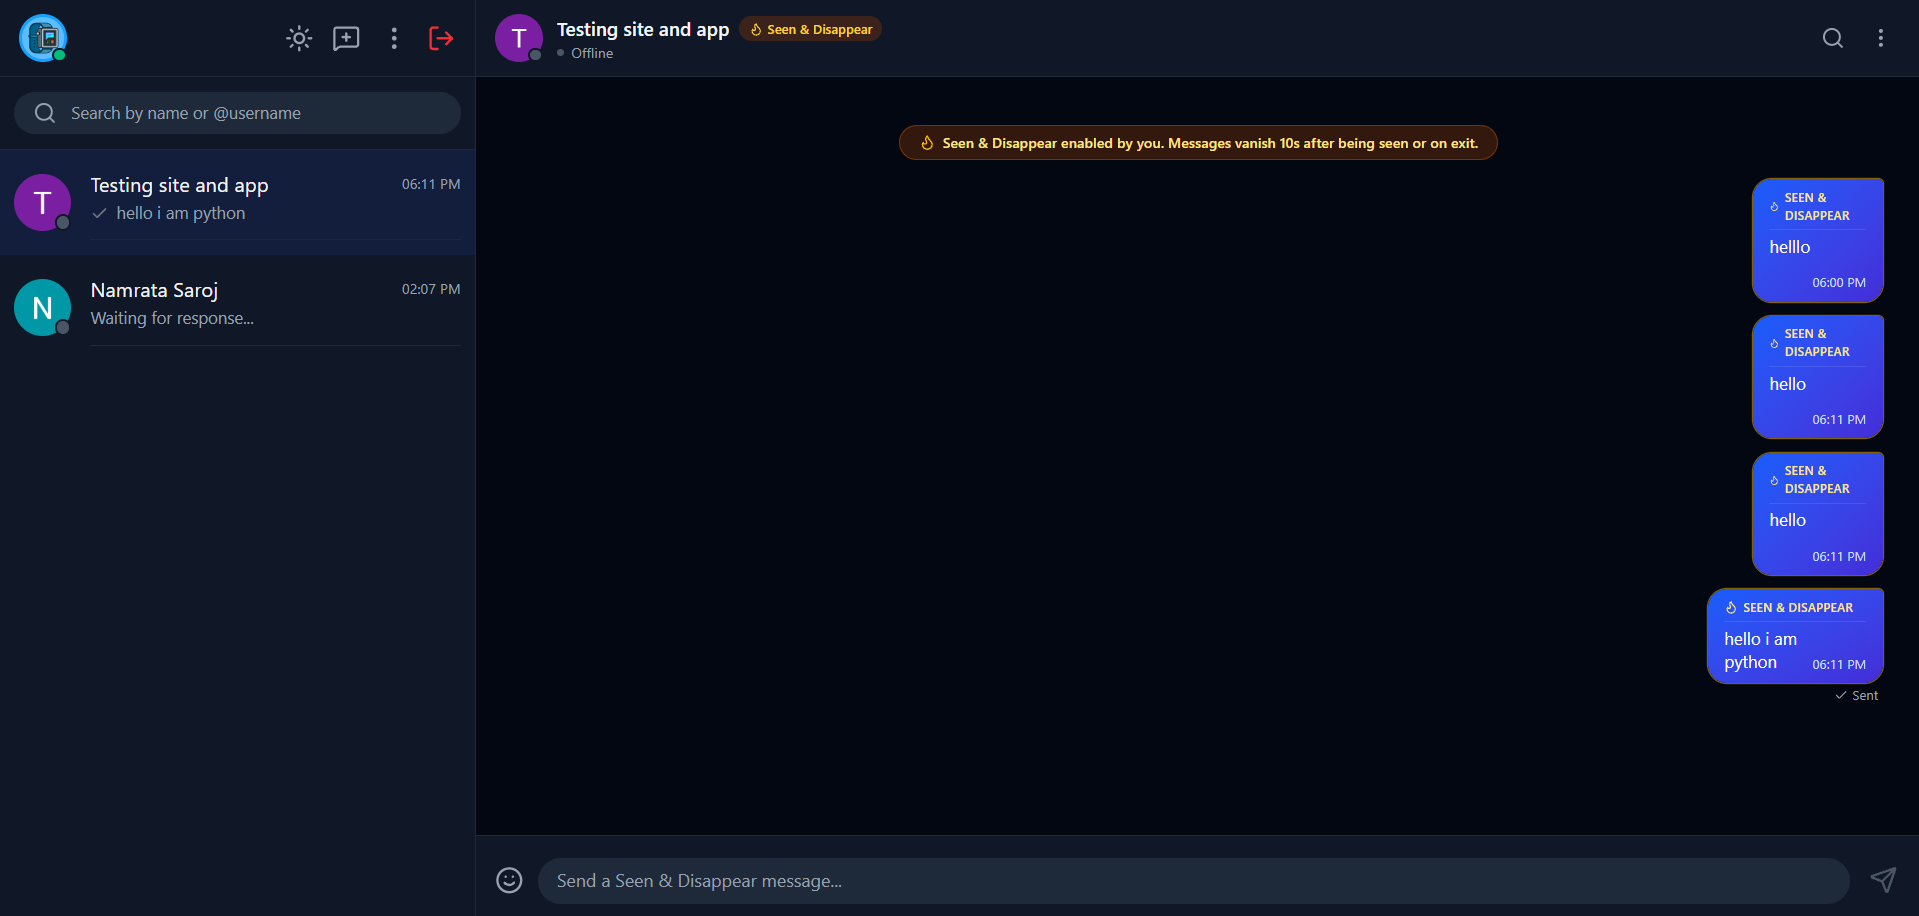 Search by name or @username
Testing site and app
06:11 PM
hello i am python
N
Namrata Saroj
02:07 PM
Waiting for response...
T
T
Testing site and app
Seen & Disappear
Offline
Seen & Disappear enabled by you. Messages vanish 10s after being seen or on exit.
SEEN &
DISAPPEAR
helllo
06:00 PM
SEEN &
DISAPPEAR
hello
06:11 PM
SEEN &
DISAPPEAR
hello
06:11 PM
SEEN & DISAPPEAR
hello i am
python
06:11 PM
Sent
Send a Seen & Disappear message...